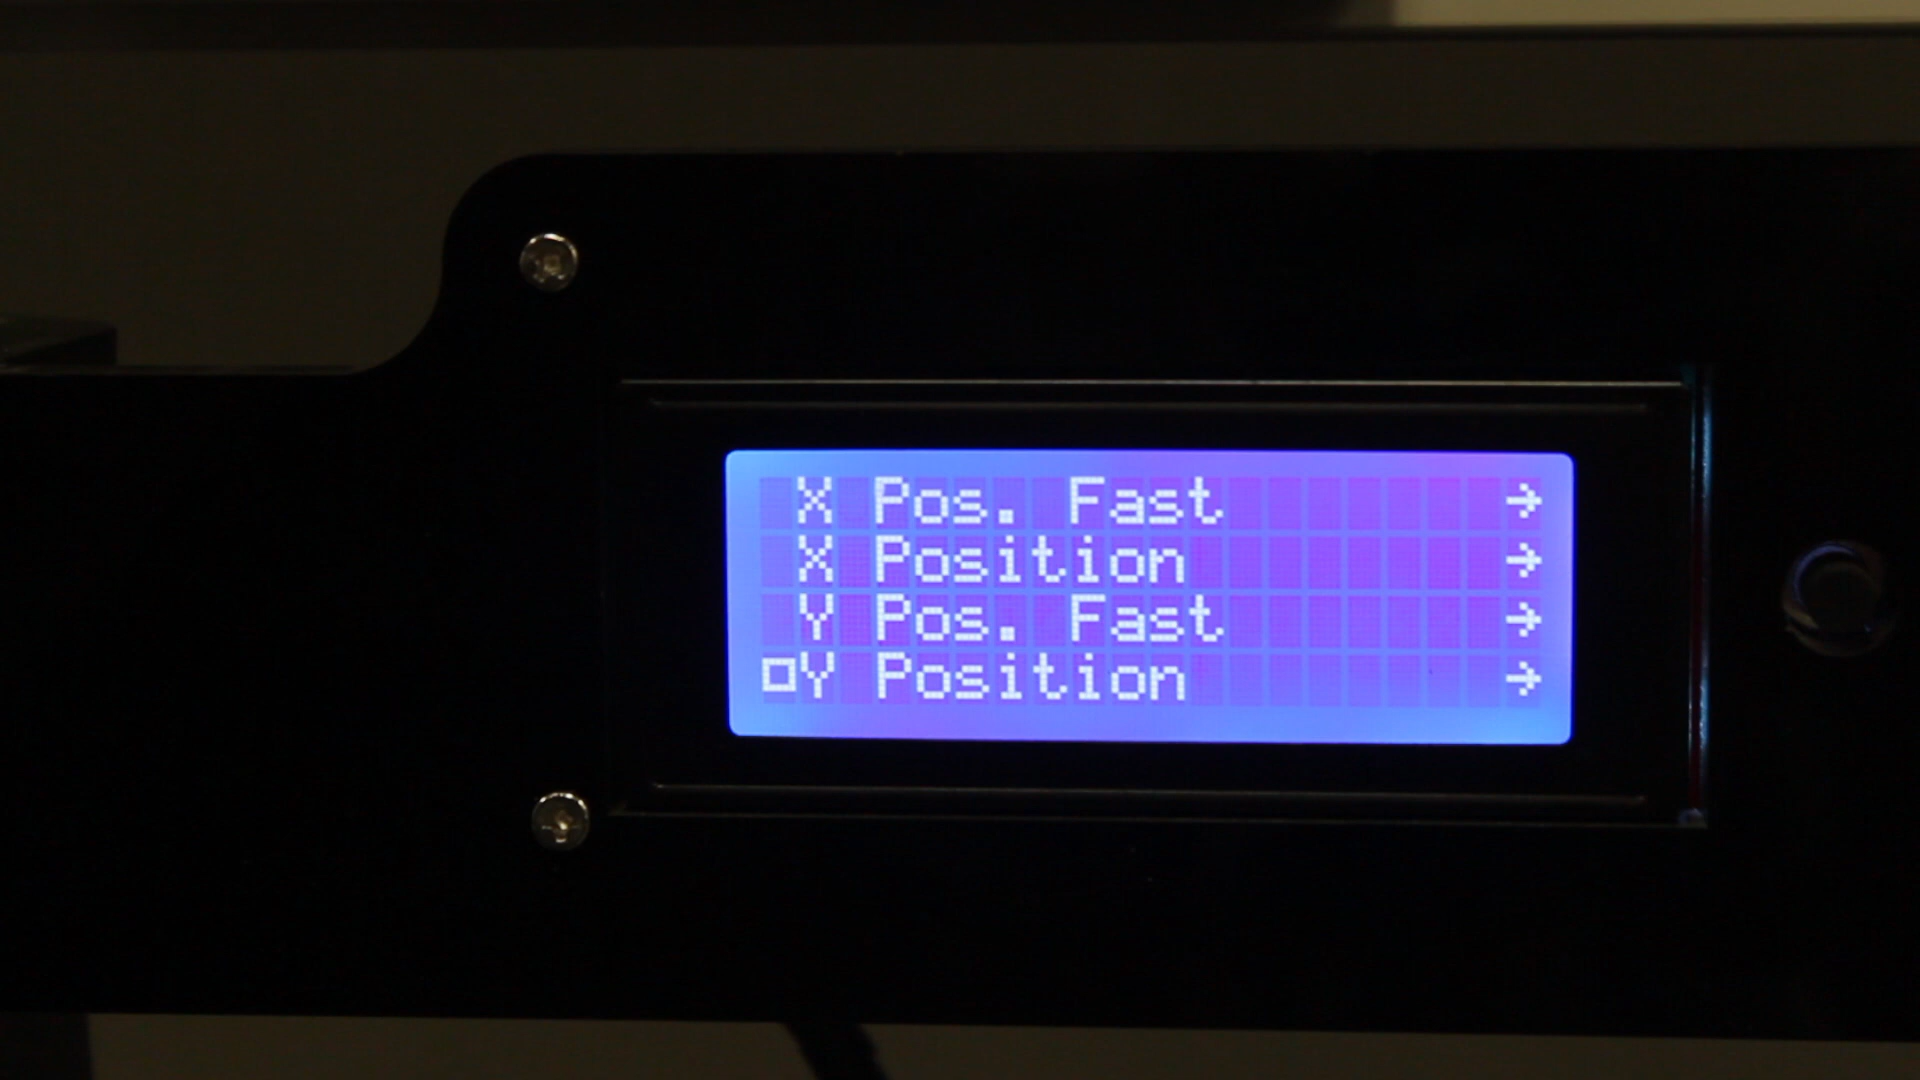 X Pos. Fast →
X Position →
Y Pos. Fast →
□Y Position →